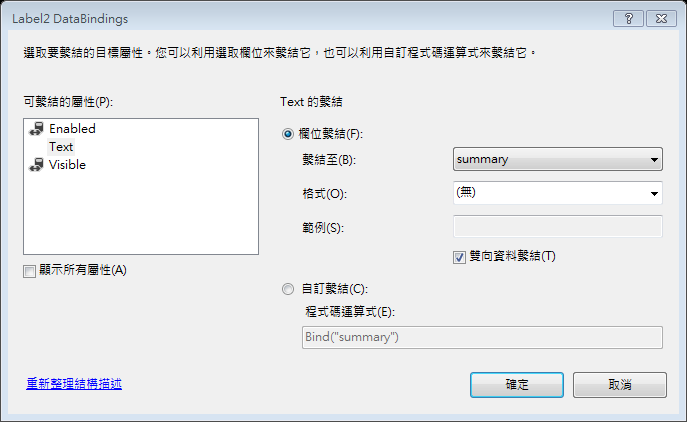 Label2 DataBindings
選取要繫結的目標屬性。您可以利用選取欄位來繫結它，也可以利用自訂程式碼運算式來繫結它。
可繫結的屬性(P):
Enabled
Text
Visible
顯示所有屬性(A)
Text 的繫結
欄位繫結(F):
繫結至(B):
summary
格式(O):
(無)
範例(S):
雙向資料繫結(T)
自訂繫結(C):
程式碼運算式(E):
Bind("summary")
重新整理結構描述
確定
取消